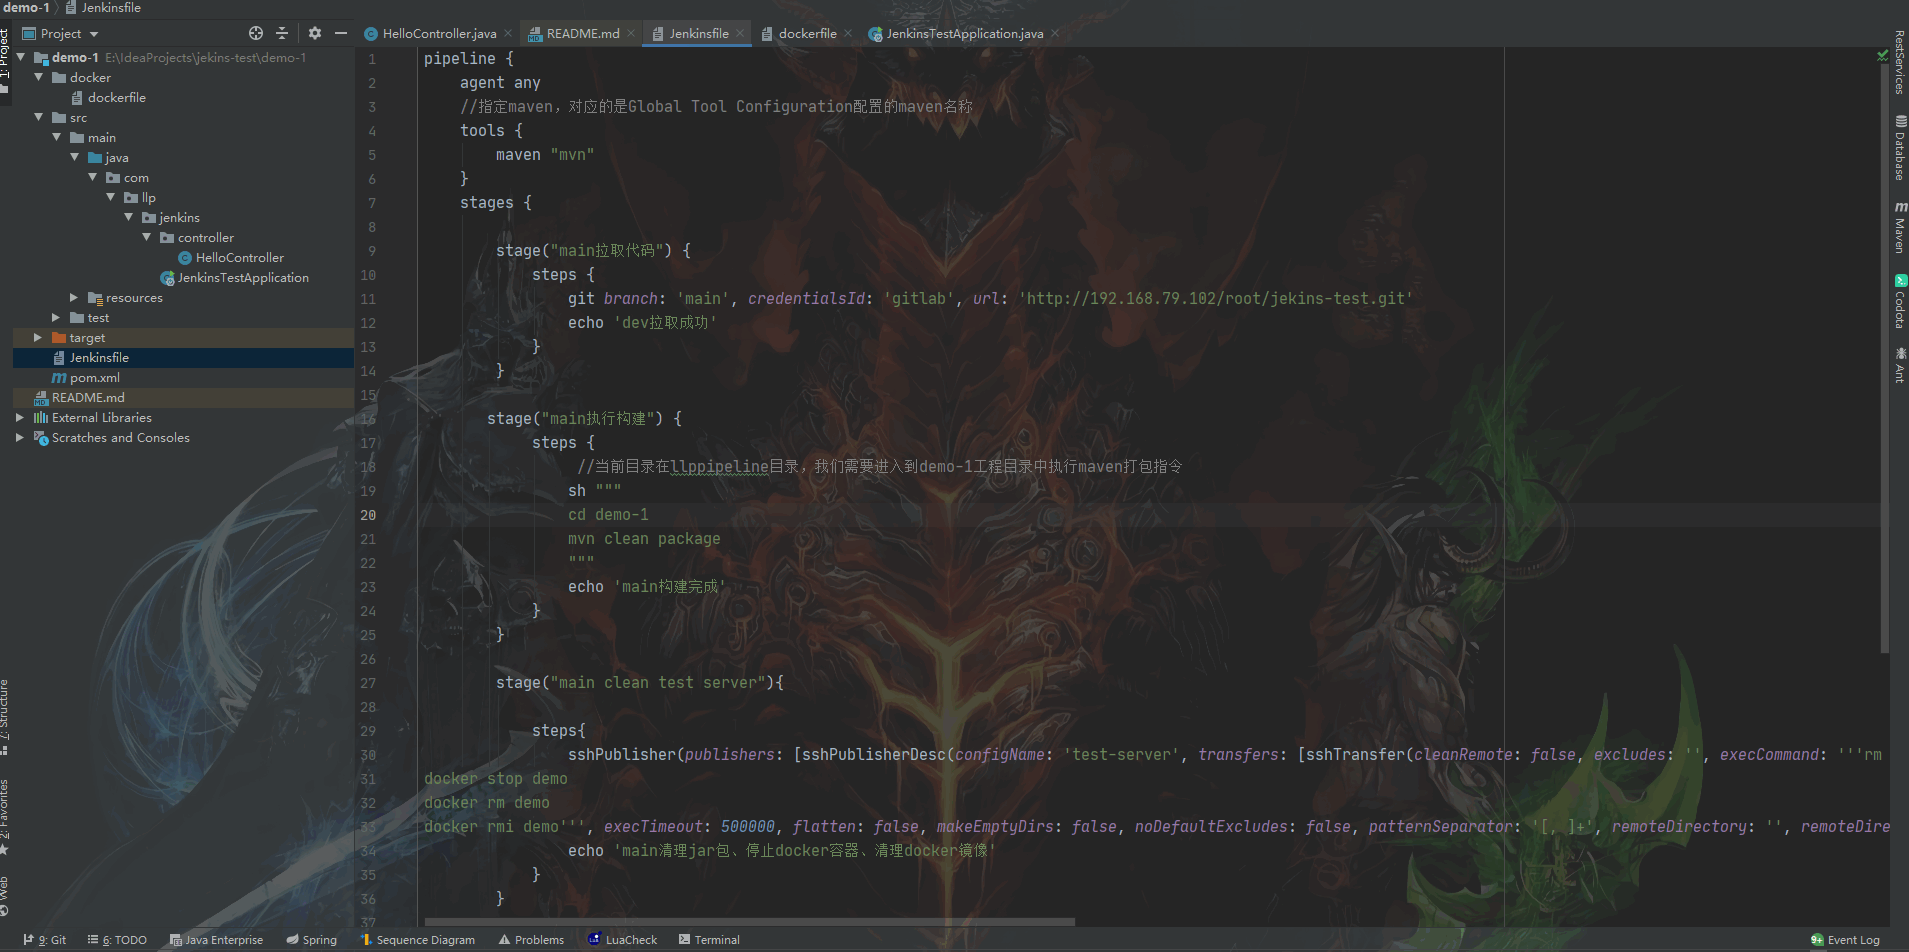 demo-1 Jenkinsfile
Project
HelloController.java
README.md
Jenkinsfile
dockerfile
JenkinsTestApplication.java
demo-1 E:\IdeaProjects\jekins-test\demo-1
docker
dockerfile
src
main
java
com
llp
jenkins
controller
HelloController
JenkinsTestApplication
resources
test
target
Jenkinsfile
pom.xml
README.md
External Libraries
Scratches and Consoles
1: Project
7: Structure
2: Favorites
Web
1 pipeline {
2 agent any
3 //指定maven，对应的是Global Tool Configuration配置的maven名称
4 tools {
5 maven "mvn"
6 }
7 stages {
8
9 stage("main拉取代码") {
10 steps {
11 git branch: 'main', credentialsId: 'gitlab', url: 'http://192.168.79.102/root/jekins-test.git'
12 echo 'dev拉取成功'
13 }
14 }
15
16 stage("main执行构建") {
17 steps {
18 //当前目录在llppipeline目录，我们需要进入到demo-1工程目录中执行maven打包指令
19 sh """
20 cd demo-1
21 mvn clean package
22 """
23 echo 'main构建完成'
24 }
25 }
26
27 stage("main clean test server"){
28
29 steps{
30 sshPublisher(publishers: [sshPublisherDesc(configName: 'test-server', transfers: [sshTransfer(cleanRemote: false, excludes: '', execCommand: '''rm
31 docker stop demo
32 docker rm demo
33 docker rmi demo''', execTimeout: 500000, flatten: false, makeEmptyDirs: false, noDefaultExcludes: false, patternSeparator: '[, ]+', remoteDirectory: '', remoteDire
34 echo 'main清理jar包、停止docker容器、清理docker镜像'
35 }
36 }
37
RestServices
Database
m Maven
Codota
Ant
9: Git
6: TODO
Java Enterprise
Spring
Sequence Diagram
Problems
LuaCheck
Terminal
9+ Event Log